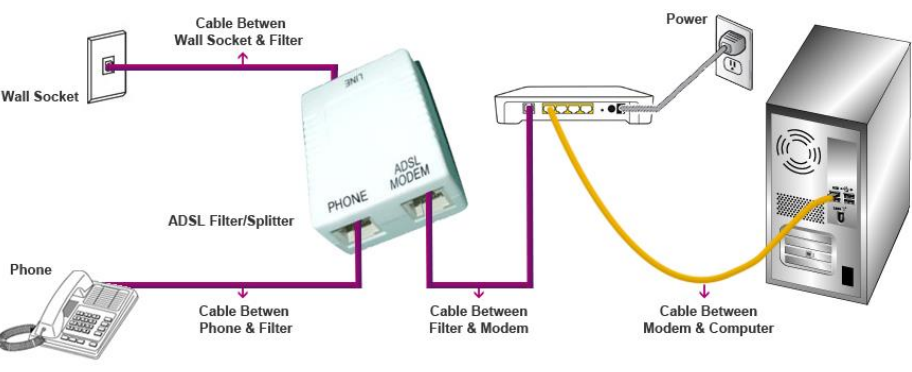 Cable Betwen
Wall Socket & Filter
Power
Wall Socket
LINE
ADSL
MODEM
PHONE
ADSL Filter/Splitter
Phone
Cable Betwen
Phone & Filter
Cable Between
Filter & Modem
Cable Between
Modem & Computer